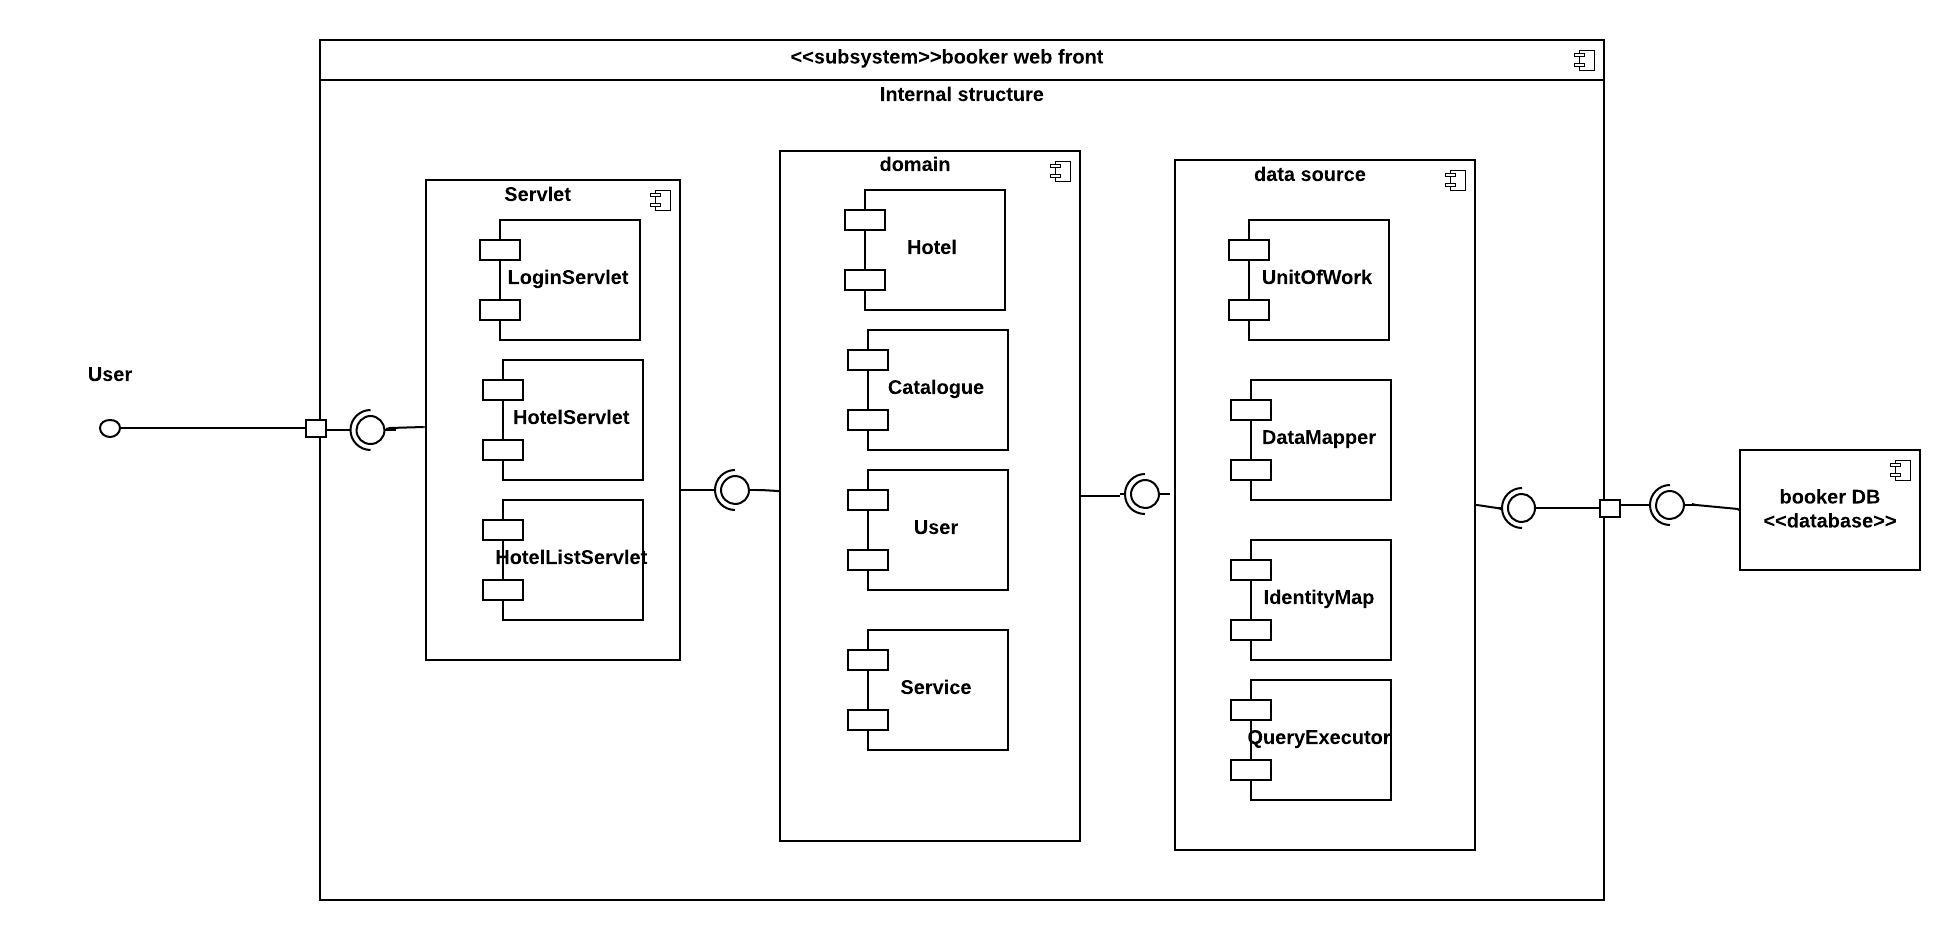 <<subsystem>>booker web front
Internal structure
User
Servlet
LoginServlet
HotelServlet
HotelListServlet
domain
Hotel
Catalogue
User
Service
data source
UnitOfWork
DataMapper
IdentityMap
QueryExecutor
booker DB
<<database>>